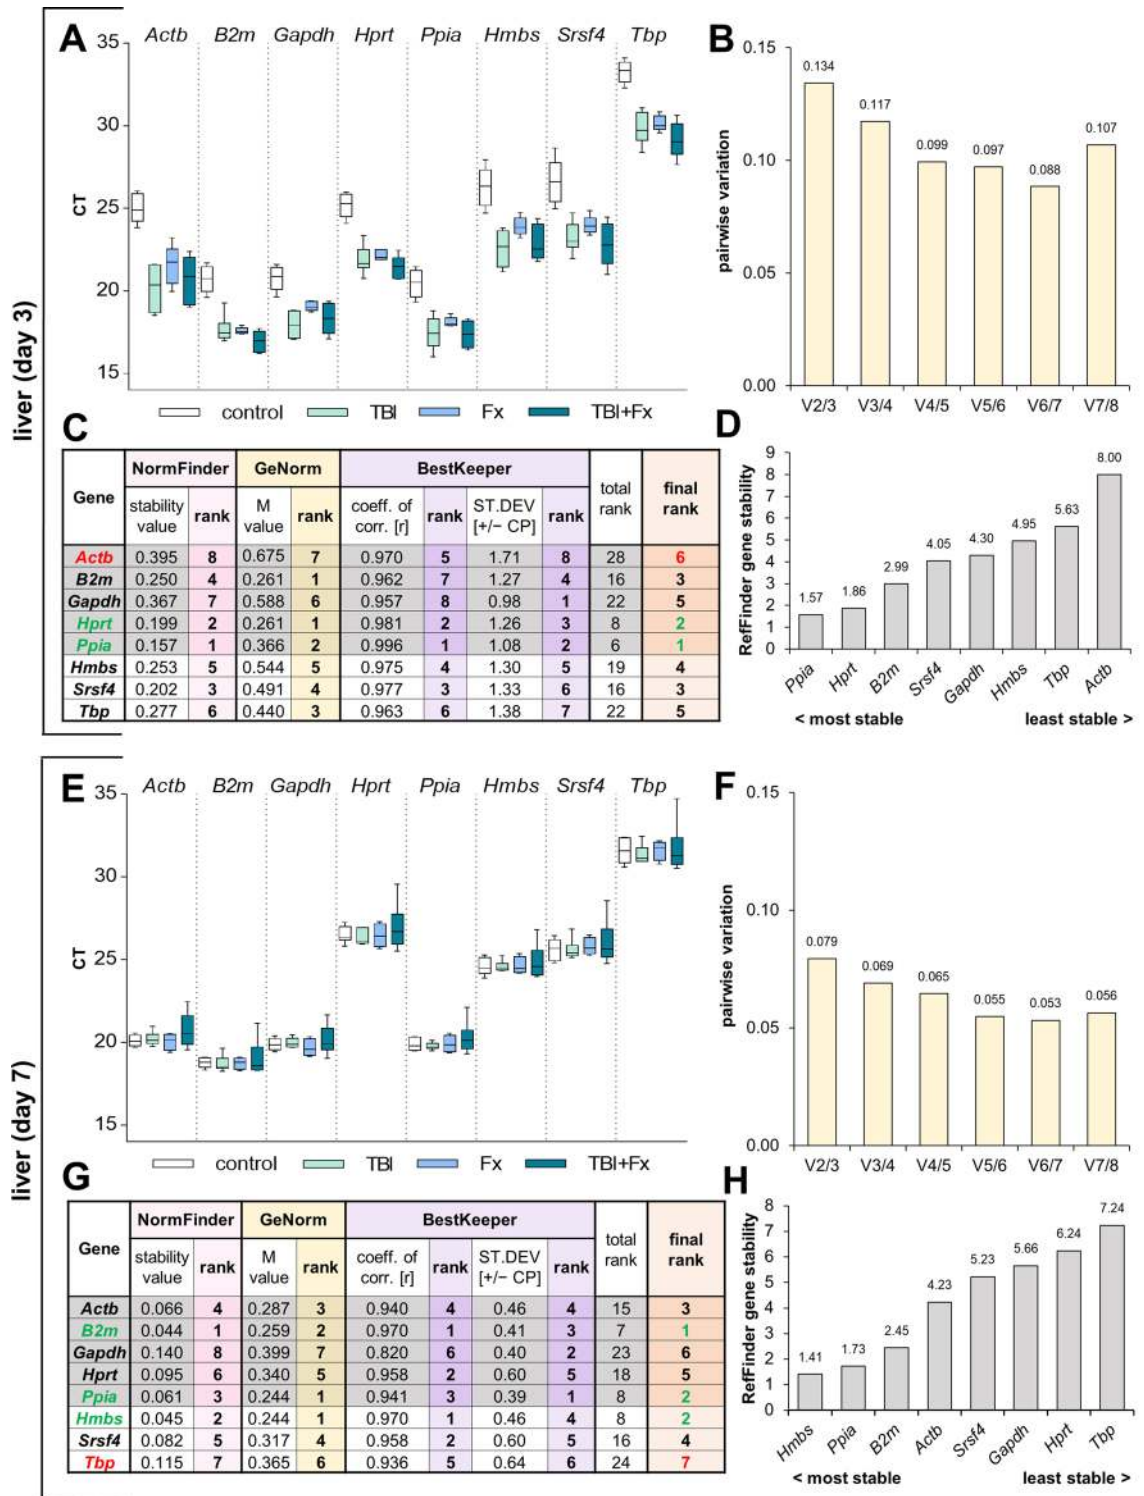 liver (day 3)
A
Actb B2m Gapdh Hprt Ppia Hmbs Srsf4 Tbp
CT
35
30
25
20
15
control TBI Fx TBI+Fx
B
pairwise variation
0.15
0.10
0.05
0.00
0.134 0.117 0.099 0.097 0.088 0.107
V2/3 V3/4 V4/5 V5/6 V6/7 V7/8
C
Gene NormFinder GeNorm BestKeeper total rank final rank
stability value rank M value rank coeff. of corr. [r] rank ST.DEV [+/− CP] rank
Actb 0.395 8 0.675 7 0.970 5 1.71 8 28 6
B2m 0.250 4 0.261 1 0.962 7 1.27 4 16 3
Gapdh 0.367 7 0.588 6 0.957 8 0.98 1 22 5
Hprt 0.199 2 0.261 1 0.981 2 1.26 3 8 2
Ppia 0.157 1 0.366 2 0.996 1 1.08 2 6 1
Hmbs 0.253 5 0.544 5 0.975 4 1.30 5 19 4
Srsf4 0.202 3 0.491 4 0.977 3 1.33 6 16 3
Tbp 0.277 6 0.440 3 0.963 6 1.38 7 22 5
D
RefFinder gene stability
9
8
7
6
5
4
3
2
1
0
1.57 1.86 2.99 4.05 4.30 4.95 5.63 8.00
Ppia Hprt B2m Srsf4 Gapdh Hmbs Tbp Actb
< most stable least stable >
liver (day 7)
E
Actb B2m Gapdh Hprt Ppia Hmbs Srsf4 Tbp
CT
35
30
25
20
15
control TBI Fx TBI+Fx
F
pairwise variation
0.15
0.10
0.05
0.00
0.079 0.069 0.065 0.055 0.053 0.056
V2/3 V3/4 V4/5 V5/6 V6/7 V7/8
G
Gene NormFinder GeNorm BestKeeper total rank final rank
stability value rank M value rank coeff. of corr. [r] rank ST.DEV [+/− CP] rank
Actb 0.066 4 0.287 3 0.940 4 0.46 4 15 3
B2m 0.044 1 0.259 2 0.970 1 0.41 3 7 1
Gapdh 0.140 8 0.399 7 0.820 6 0.40 2 23 6
Hprt 0.095 6 0.340 5 0.958 2 0.60 5 18 5
Ppia 0.061 3 0.244 1 0.941 3 0.39 1 8 2
Hmbs 0.045 2 0.244 1 0.970 1 0.46 4 8 2
Srsf4 0.082 5 0.317 4 0.958 2 0.60 5 16 4
Tbp 0.115 7 0.365 6 0.936 5 0.64 6 24 7
H
RefFinder gene stability
8
7
6
5
4
3
2
1
0
1.41 1.73 2.45 4.23 5.23 5.66 6.24 7.24
Hmbs Ppia B2m Actb Srsf4 Gapdh Hprt Tbp
< most stable least stable >